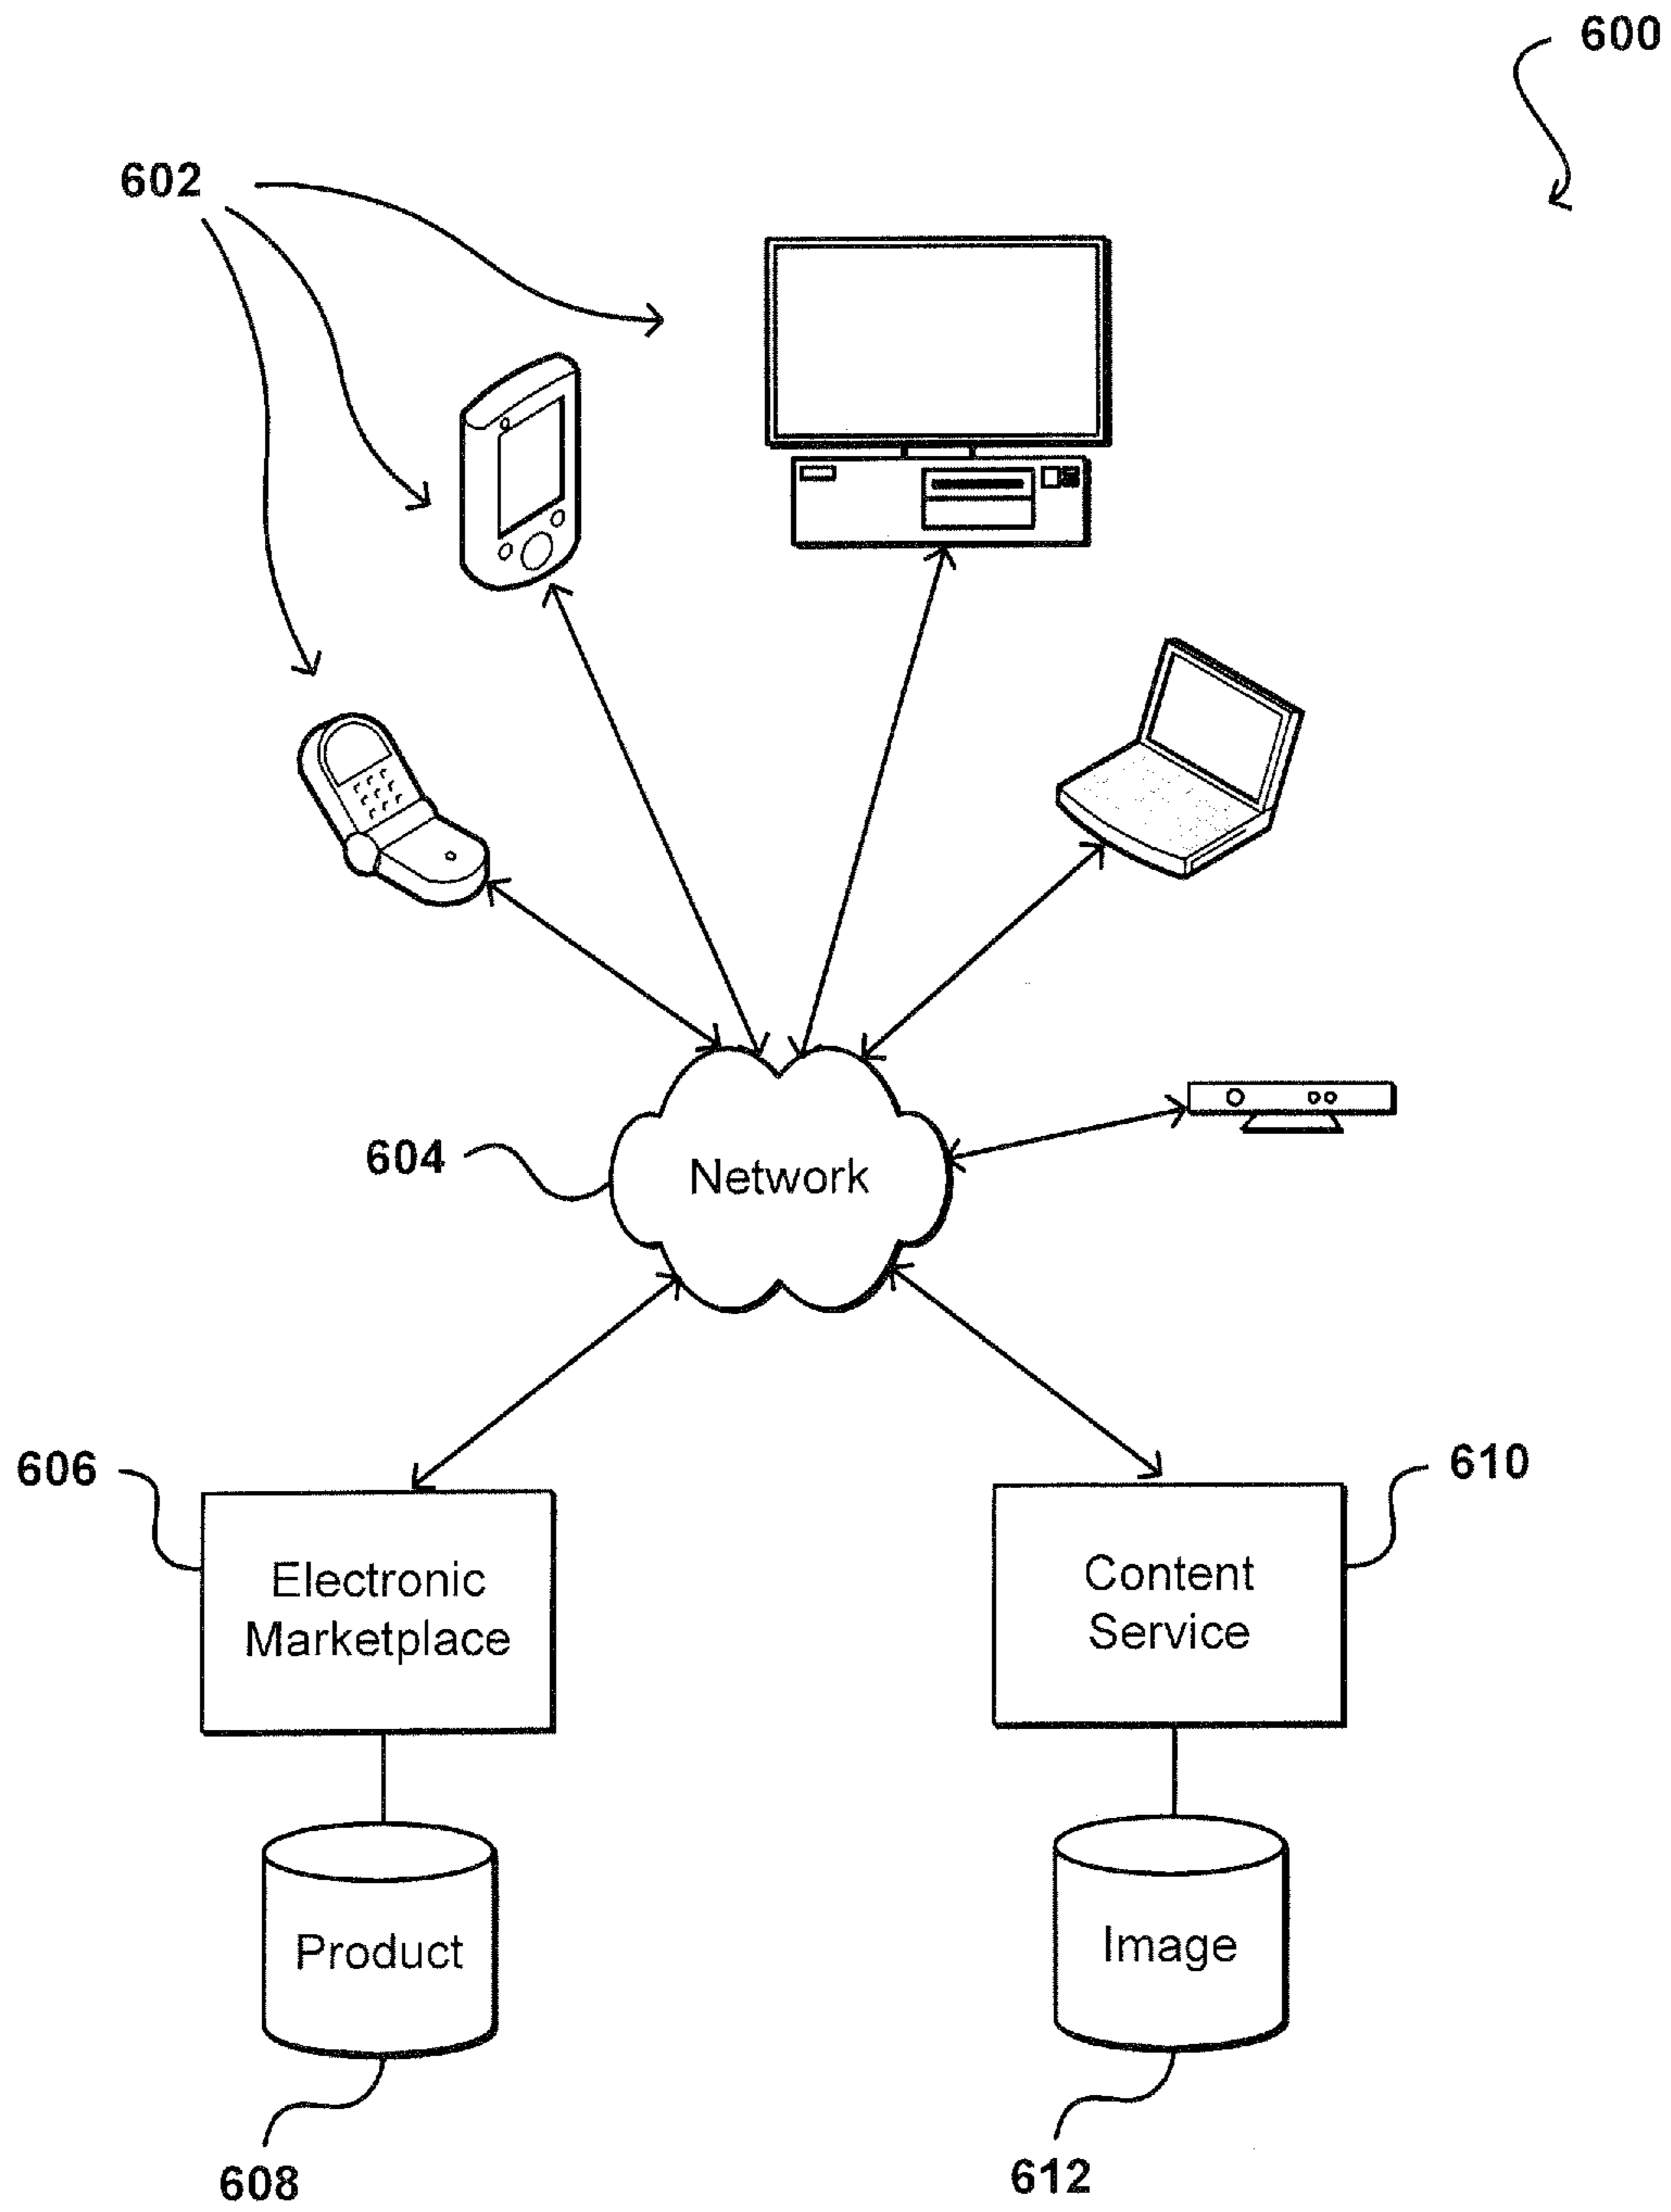 600
602
604
Network
606
Electronic
Marketplace
610
Content
Service
Product
Image
608
612